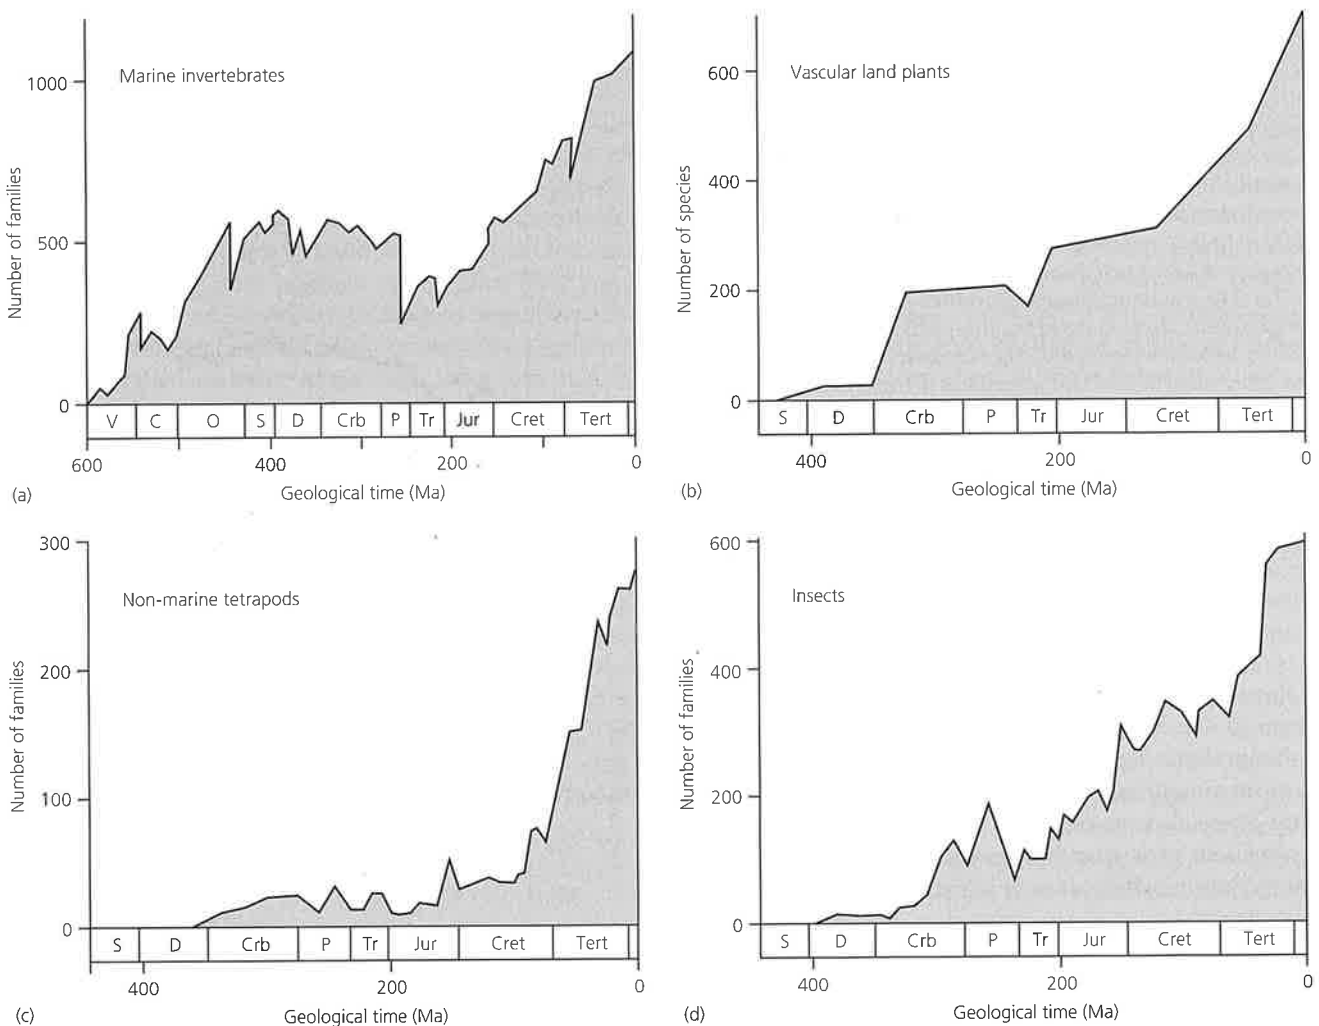 Marine invertebrates
1000
500
0
Number of families
V C O S D Crb P Tr Jur Cret Tert
600 400 200 0
Geological time (Ma)
(a)
Vascular land plants
600
400
200
0
Number of species
S D Crb P Tr Jur Cret Tert
400 200 0
Geological time (Ma)
(b)
Non-marine tetrapods
300
200
100
0
Number of families
S D Crb P Tr Jur Cret Tert
400 200 0
Geological time (Ma)
(c)
Insects
600
400
200
0
Number of families
S D Crb P Tr Jur Cret Tert
400 200 0
Geological time (Ma)
(d)